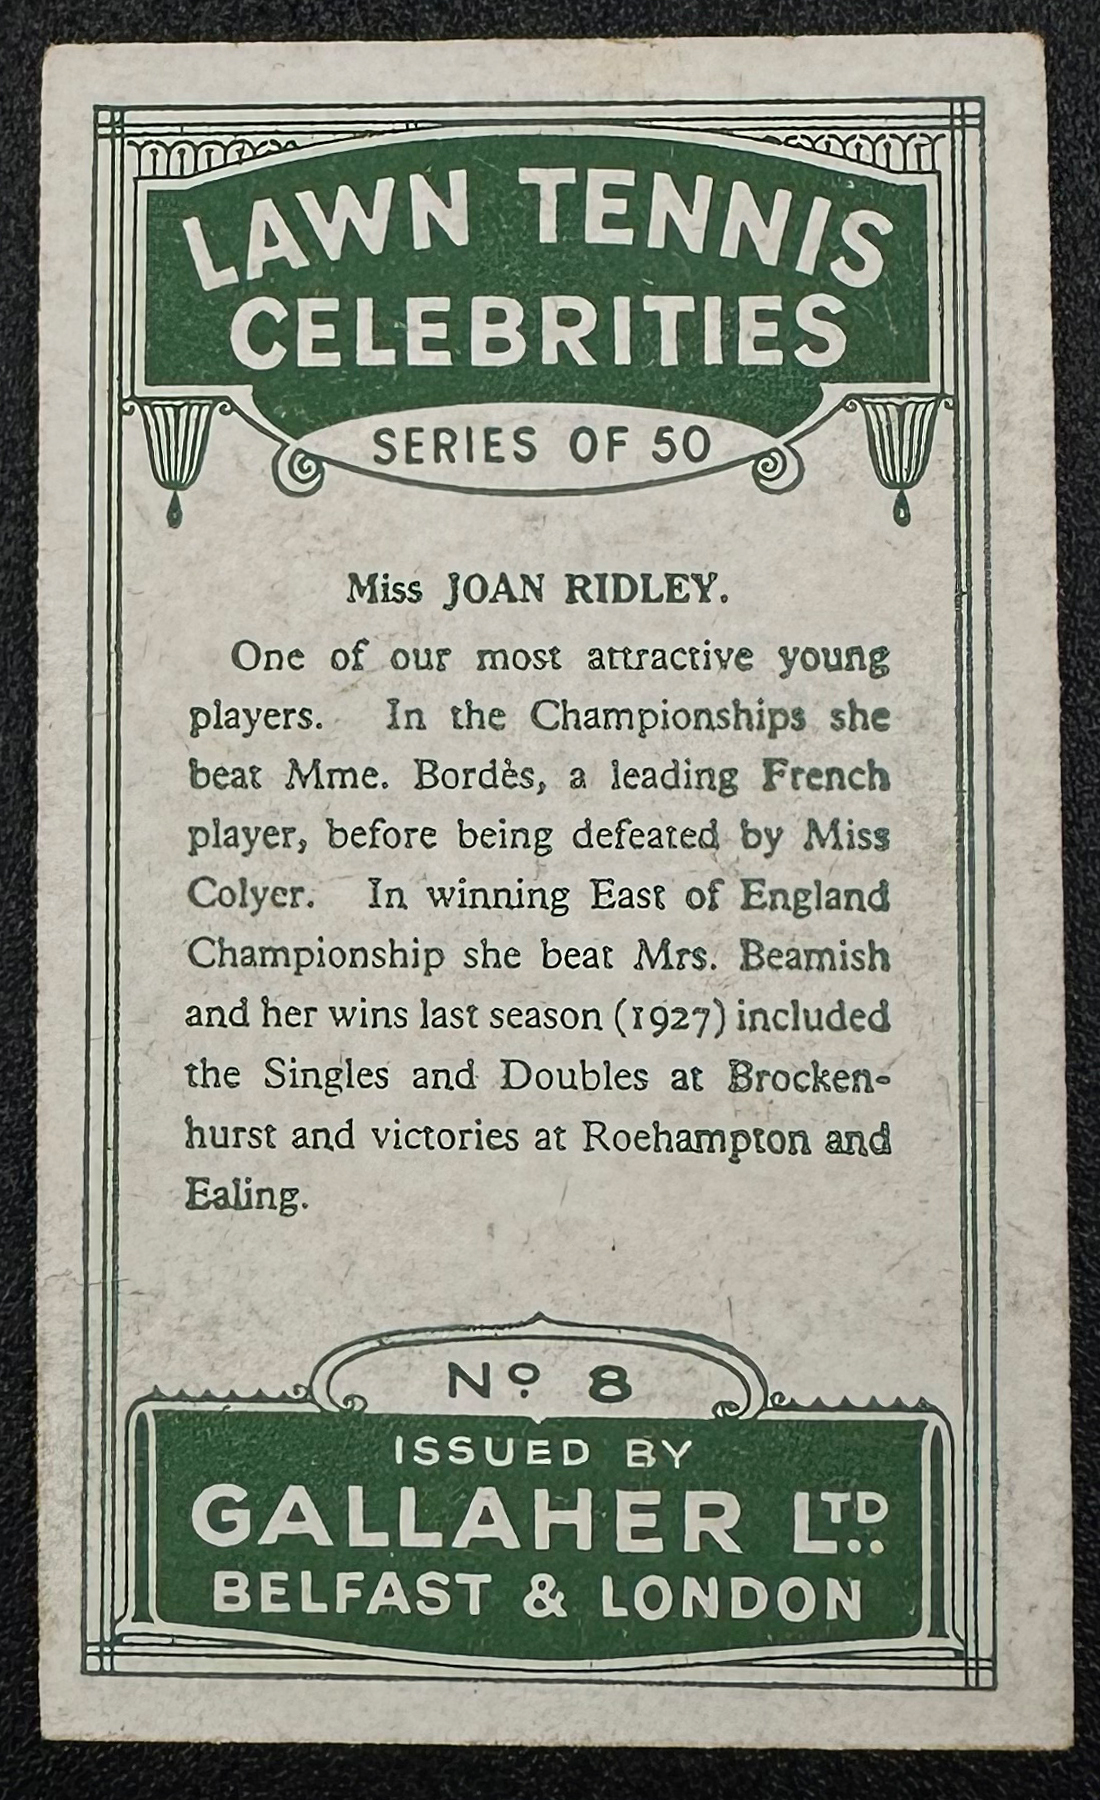 LAWN TENNIS
CELEBRITIES
SERIES OF 50
Miss JOAN RIDLEY.
One of our most attractive young
players. In the Championships she
beat Mme. Bordès, a leading French
player, before being defeated by Miss
Colyer. In winning East of England
Championship she beat Mrs. Beamish
and her wins last season (1927) included
the Singles and Doubles at Brocken-
hurst and victories at Roehampton and
Ealing.
Nº 8
ISSUED BY
GALLAHER LTD.
BELFAST & LONDON